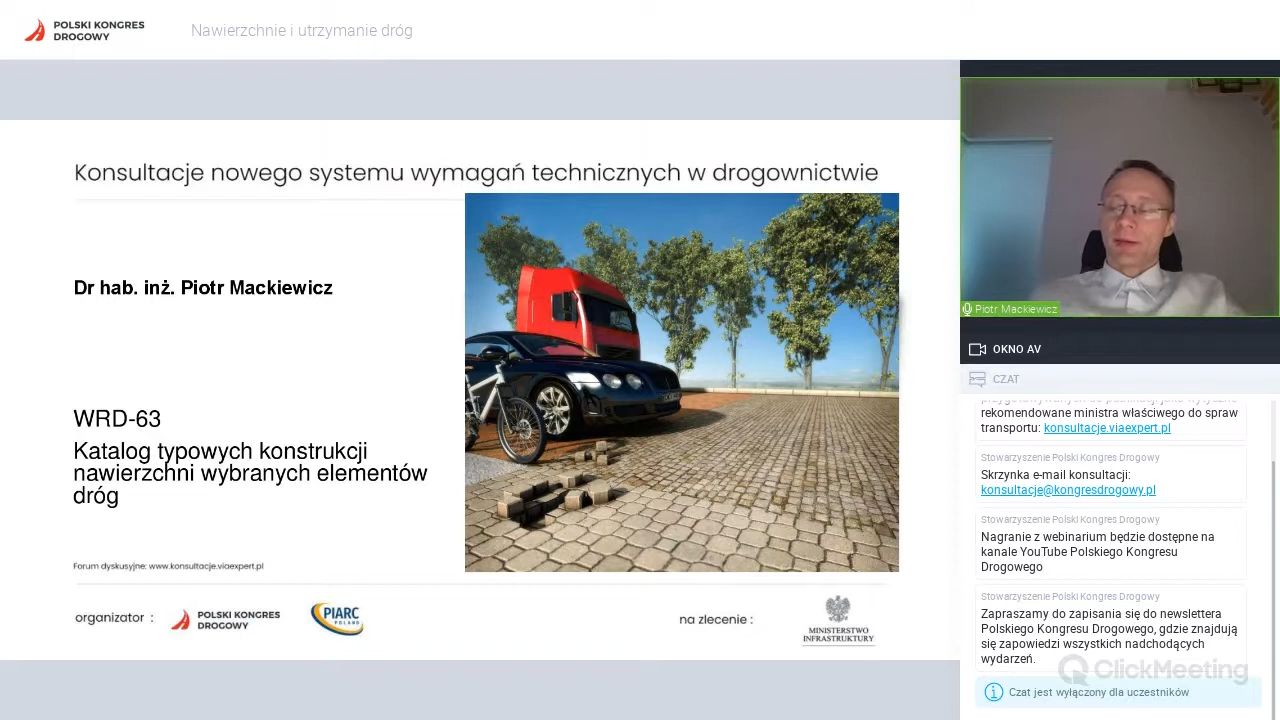 POLSKI KONGRES
DROGOWY
Nawierzchnie i utrzymanie dróg
Konsultacje nowego systemu wymagań technicznych w drogownictwie
Dr hab. inż. Piotr Mackiewicz
WRD-63
Katalog typowych konstrukcji
nawierzchni wybranych elementów
dróg
Forum dyskusyjne: www.konsultacje.viaexpert.pl
organizator :
POLSKI KONGRES
DROGOWY
PIARC
POLAND
na zlecenie :
MINISTERSTWO
INFRASTRUKTURY
Piotr Mackiewicz
OKNO AV
CZAT
rekomendowane ministra właściwego do spraw
transportu: konsultacje.viaexpert.pl
Stowarzyszenie Polski Kongres Drogowy
Skrzynka e-mail konsultacji:
konsultacje@kongresdrogowy.pl
Stowarzyszenie Polski Kongres Drogowy
Nagranie z webinarium będzie dostępne na
kanale YouTube Polskiego Kongresu
Drogowego
Stowarzyszenie Polski Kongres Drogowy
Zapraszamy do zapisania się do newslettera
Polskiego Kongresu Drogowego, gdzie znajdują
się zapowiedzi wszystkich nadchodzących
wydarzeń.
ClickMeeting
Czat jest wyłączony dla uczestników